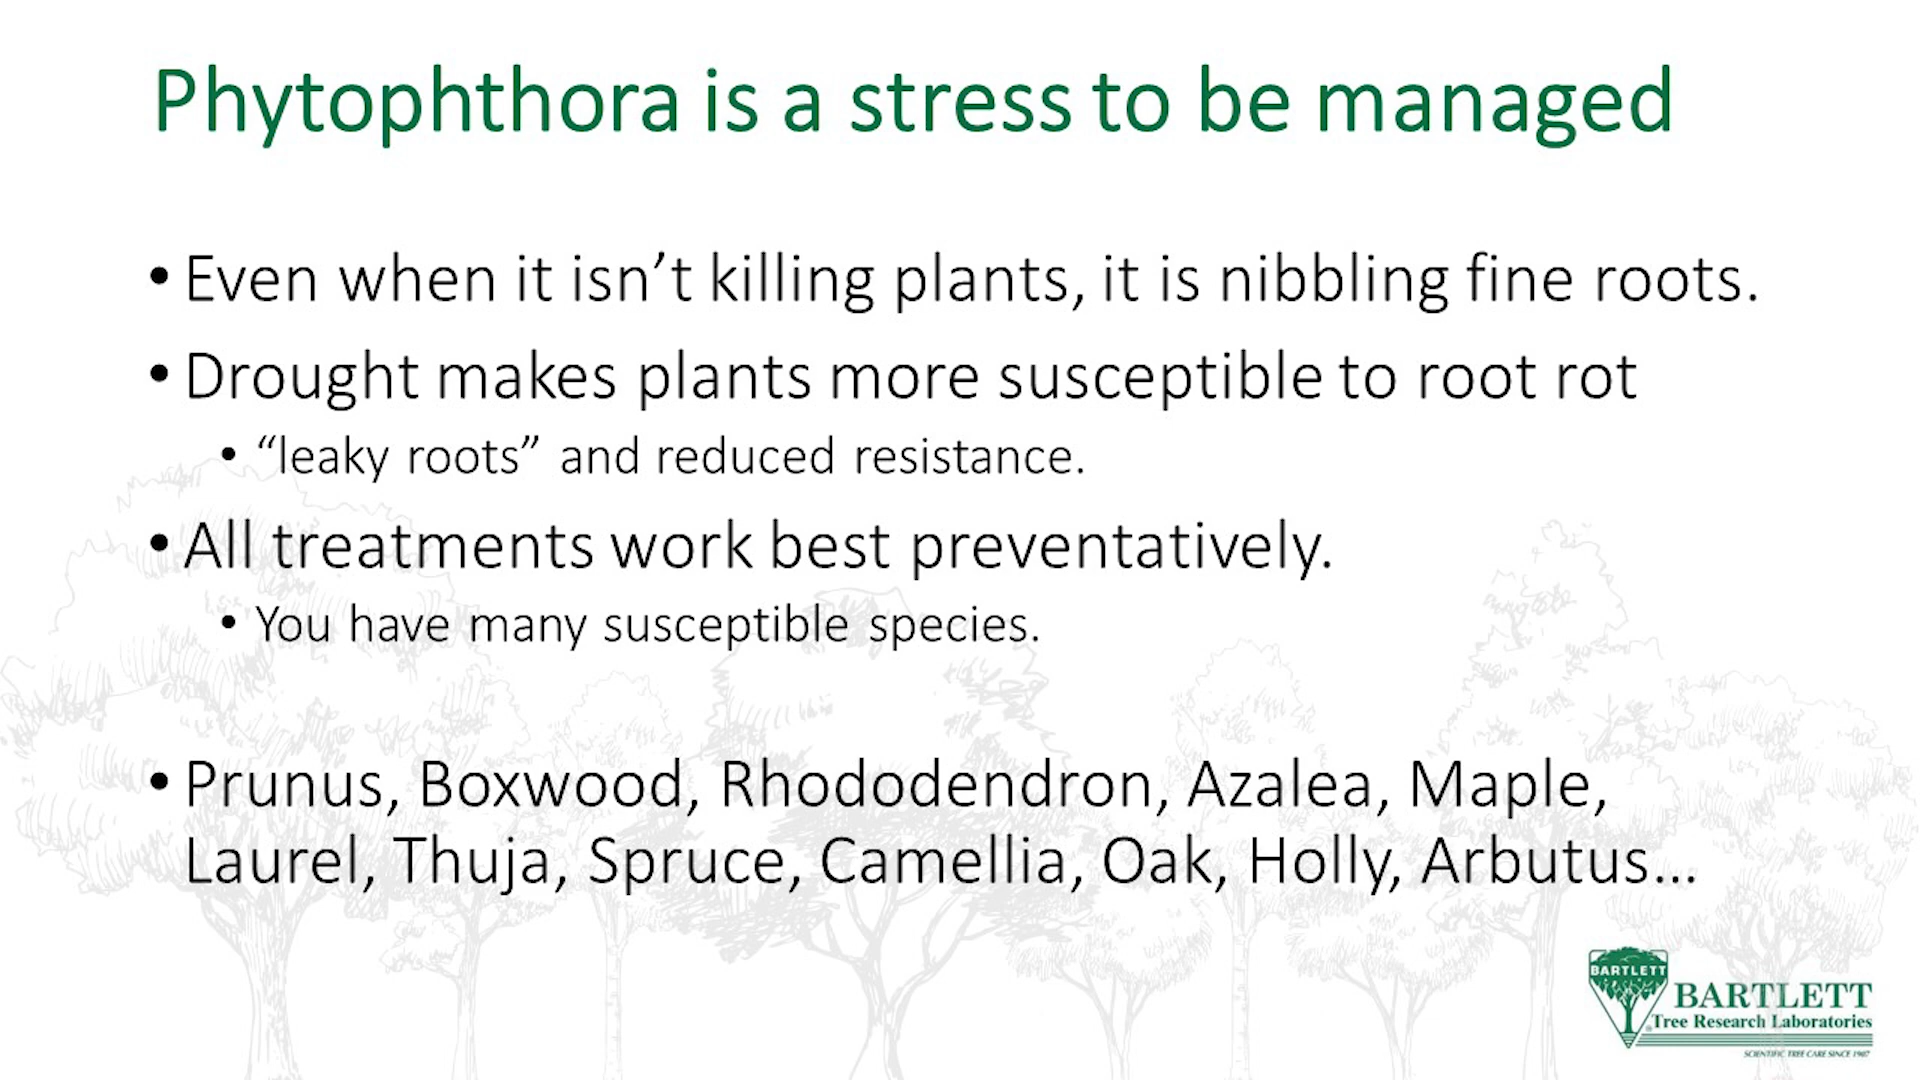 Phytophthora is a stress to be managed
• Even when it isn’t killing plants, it is nibbling fine roots.
• Drought makes plants more susceptible to root rot
• “leaky roots” and reduced resistance.
• All treatments work best preventatively.
• You have many susceptible species.
• Prunus, Boxwood, Rhododendron, Azalea, Maple,
Laurel, Thuja, Spruce, Camellia, Oak, Holly, Arbutus…
BARTLETT
BARTLETT
Tree Research Laboratories
SCIENTIFIC TREE CARE SINCE 1907